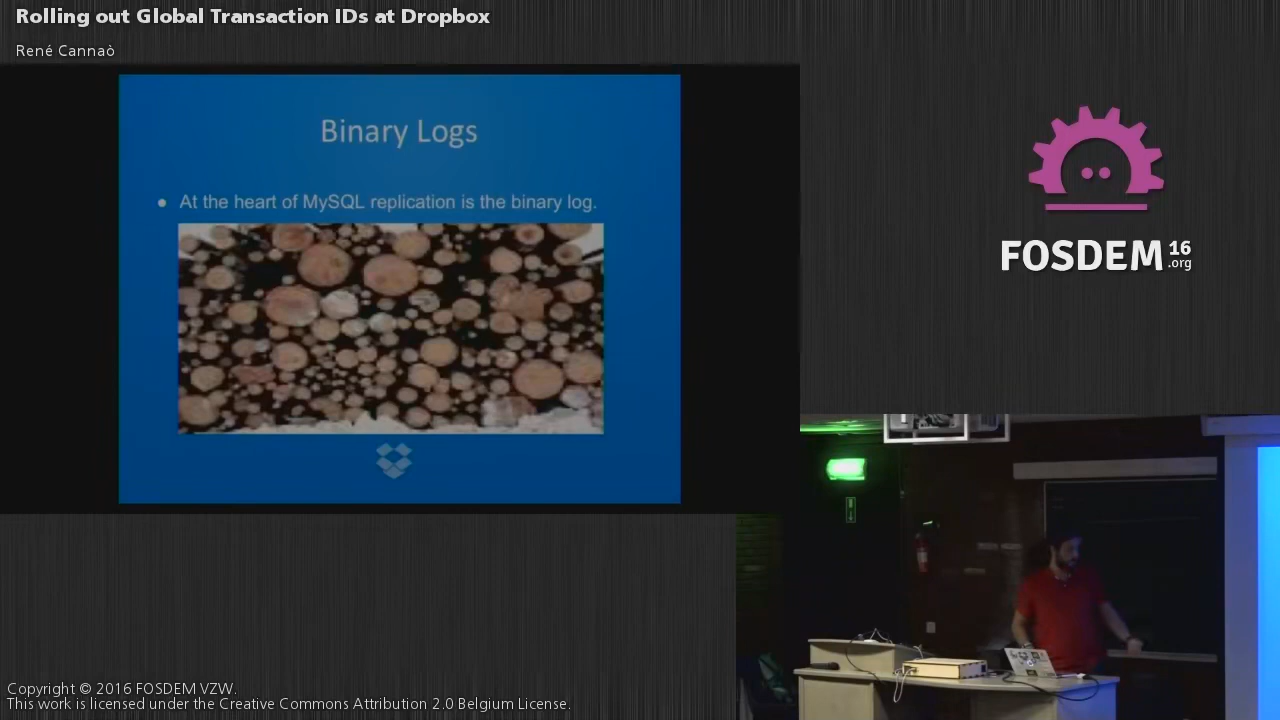 Rolling out Global Transaction IDs at Dropbox
René Cannaò
Binary Logs
• At the heart of MySQL replication is the binary log.
FOSDEM 16 .org
Copyright © 2016 FOSDEM VZW.
This work is licensed under the Creative Commons Attribution 2.0 Belgium License.